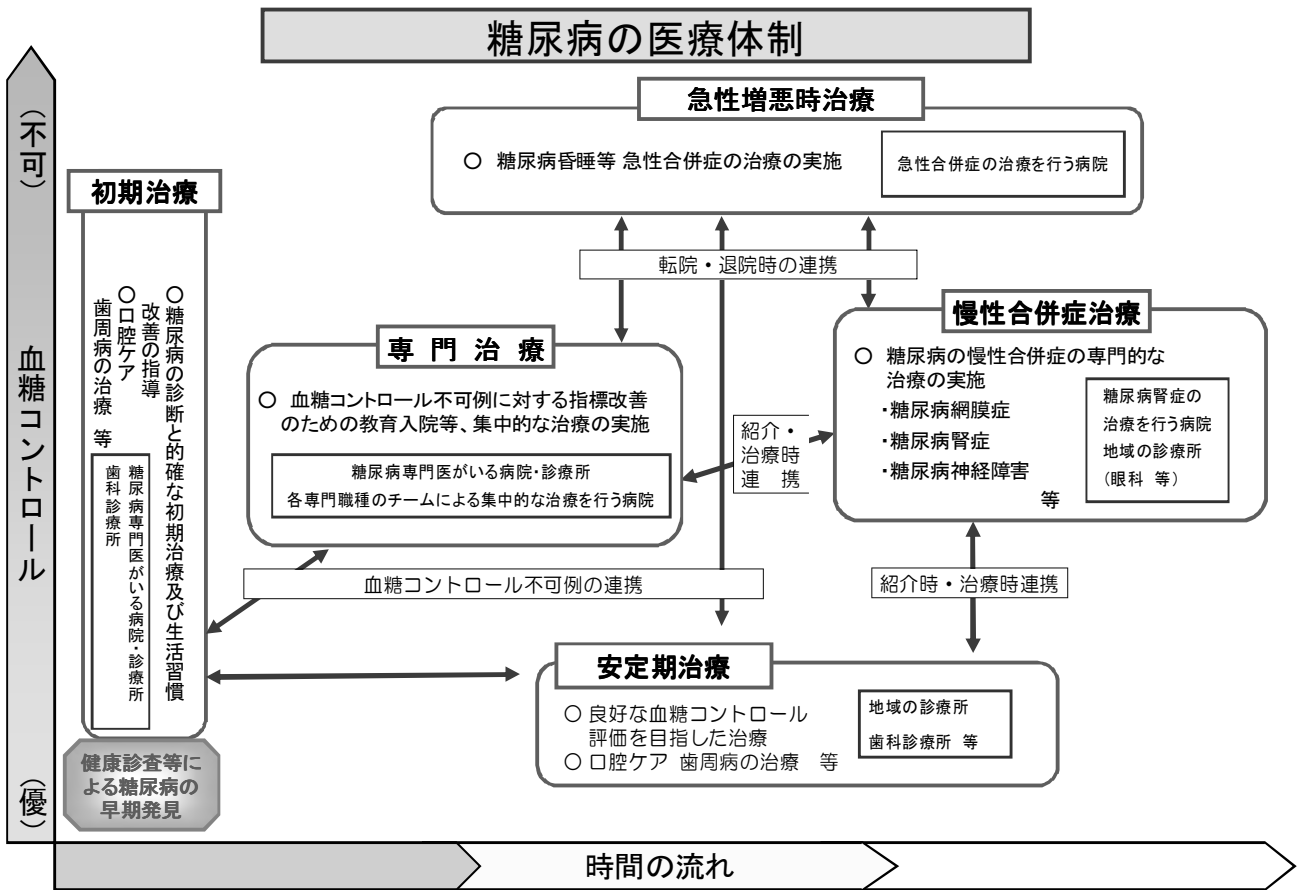 糖尿病の医療体制
(不可)
血糖コントロール
(優)
初期治療
○糖尿病の診断と的確な初期治療及び生活習慣
改善の指導
○口腔ケア
歯周病の治療 等
糖尿病専門医がいる病院・診療所
歯科診療所
健康診査等に
よる糖尿病の
早期発見
急性増悪時治療
○ 糖尿病昏睡等 急性合併症の治療の実施
急性合併症の治療を行う病院
転院・退院時の連携
専門治療
○ 血糖コントロール不可例に対する指標改善
のための教育入院等、集中的な治療の実施
糖尿病専門医がいる病院・診療所
各専門職種のチームによる集中的な治療を行う病院
紹介・
治療時
連 携
慢性合併症治療
○ 糖尿病の慢性合併症の専門的な
治療の実施
・糖尿病網膜症
・糖尿病腎症
・糖尿病神経障害
等
糖尿病腎症の
治療を行う病院
地域の診療所
(眼科 等)
血糖コントロール不可例の連携
紹介時・治療時連携
安定期治療
○ 良好な血糖コントロール
評価を目指した治療
○ 口腔ケア 歯周病の治療 等
地域の診療所
歯科診療所 等
時間の流れ